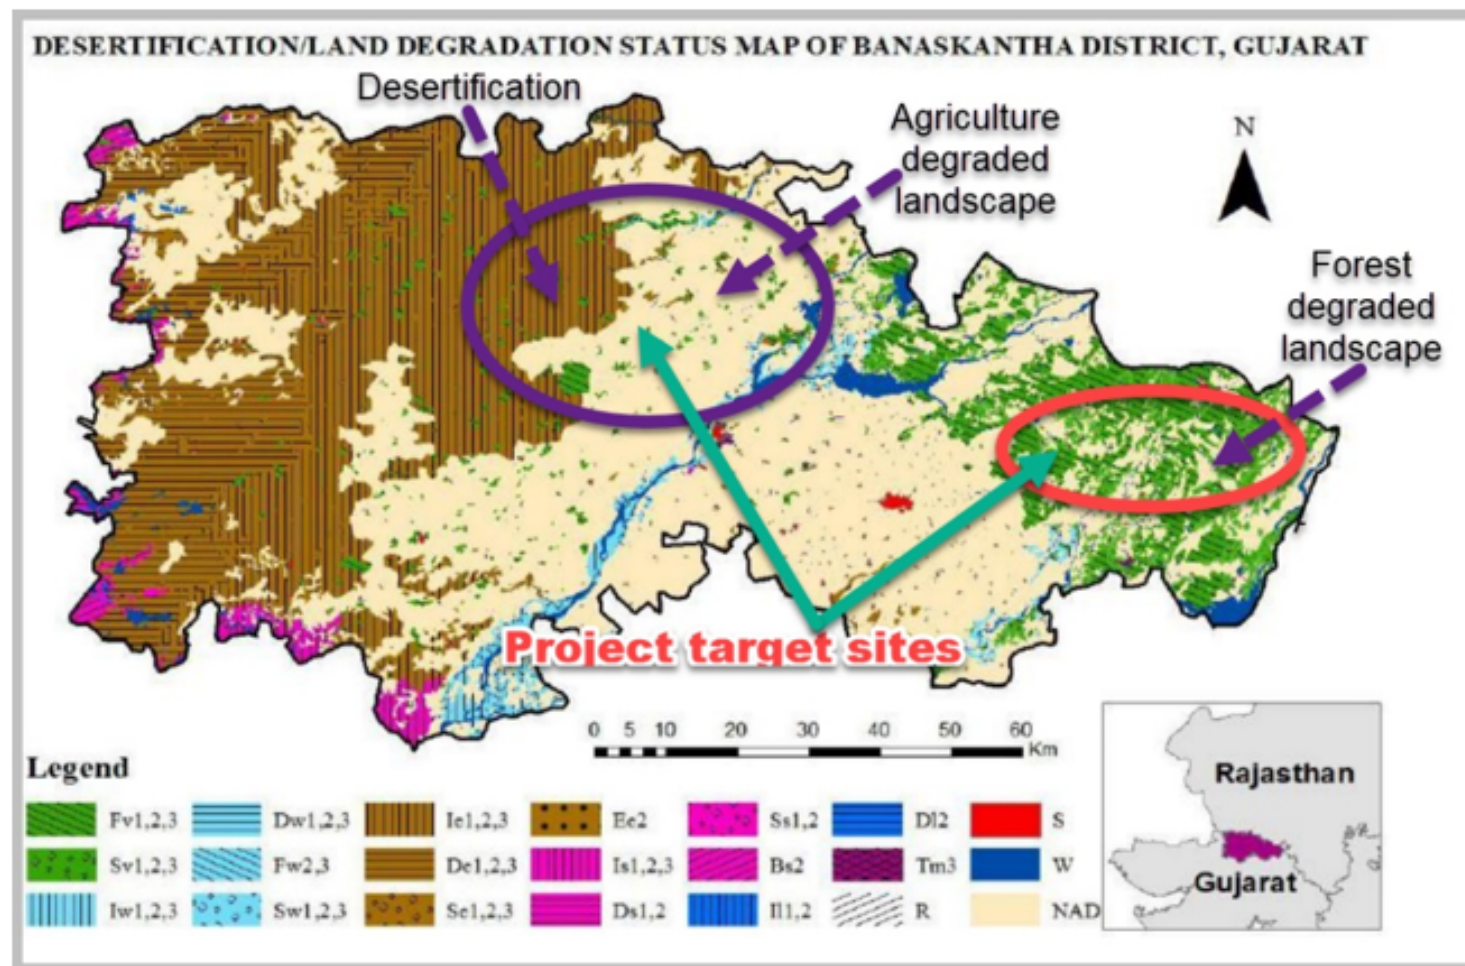 DESERTIFICATION/LAND DEGRADATION STATUS MAP OF BANASKANTHA DISTRICT, GUJARAT
Desertification
Agriculture
degraded
landscape
N
Forest
degraded
landscape
Project target sites
0 5 10 20 30 40 50 60
Km
Legend
Fv1,2,3 Dw1,2,3 Ie1,2,3 Ee2 Ss1,2 Dl2 S
Sv1,2,3 Fw2,3 De1,2,3 Is1,2,3 Bs2 Tm3 W
Iw1,2,3 Sw1,2,3 Se1,2,3 Ds1,2 Il1,2 R NAD
Rajasthan
Gujarat